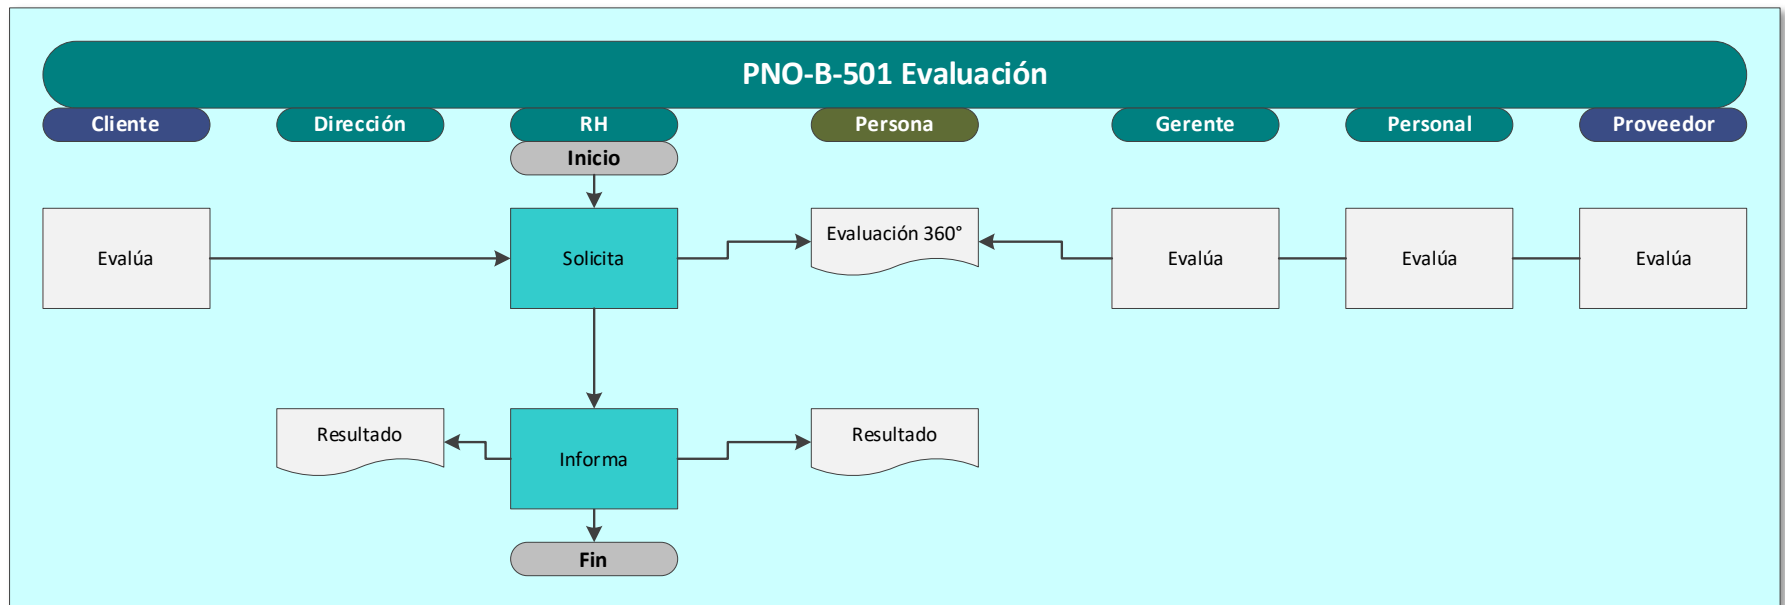 PNO-B-501 Evaluación
Cliente
Dirección
RH
Persona
Gerente
Personal
Proveedor
Inicio
Evalúa
Solicita
Evaluación 360°
Evalúa
Evalúa
Evalúa
Resultado
Informa
Resultado
Fin